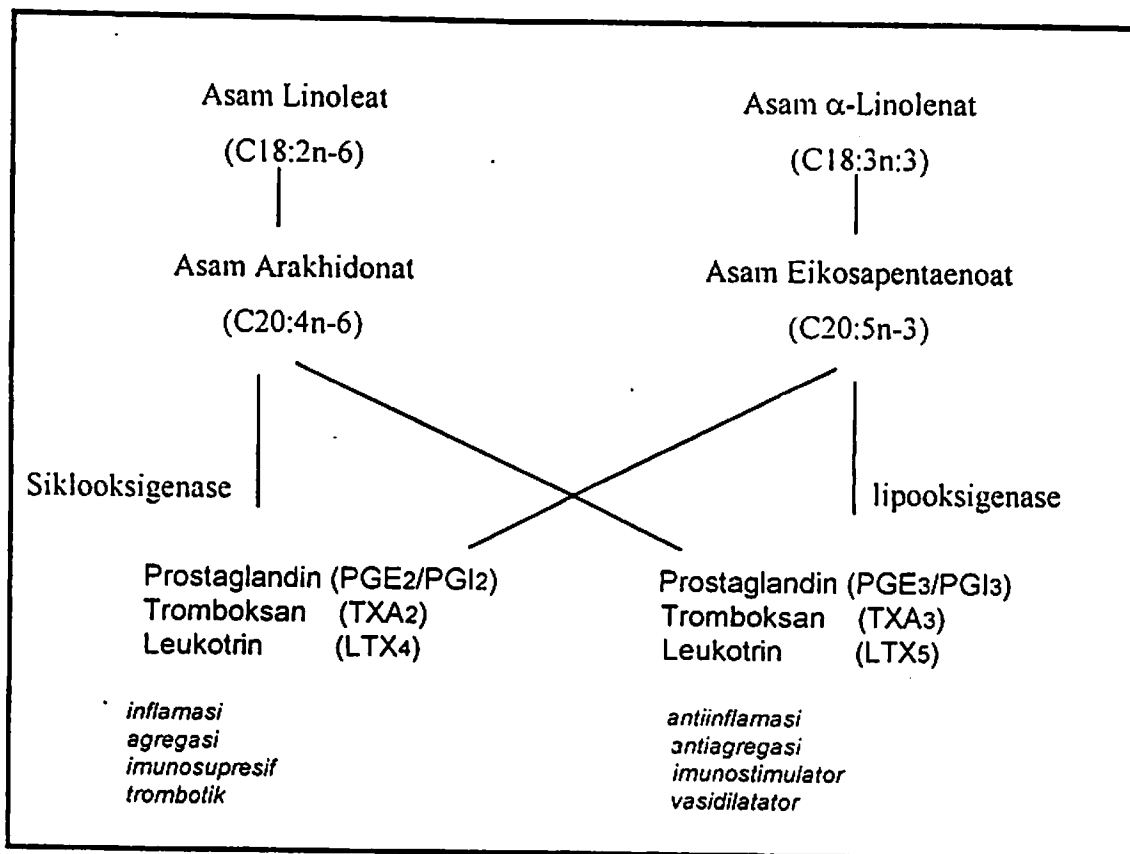 Asam Linoleat
(C18:2n-6)
Asam Arakhidonat
(C20:4n-6)
Asam α-Linolenat
(C18:3n:3)
Asam Eikosapentaenoat
(C20:5n-3)
Siklooksigenase
lipooksigenase
Prostaglandin (PGE2/PGI2)
Tromboksan (TXA2)
Leukotrin (LTX4)
inflamasi
agregasi
imunosupresif
trombotik
Prostaglandin (PGE3/PGI3)
Tromboksan (TXA3)
Leukotrin (LTX5)
antiinflamasi
antiagregasi
imunostimulator
vasidilatator